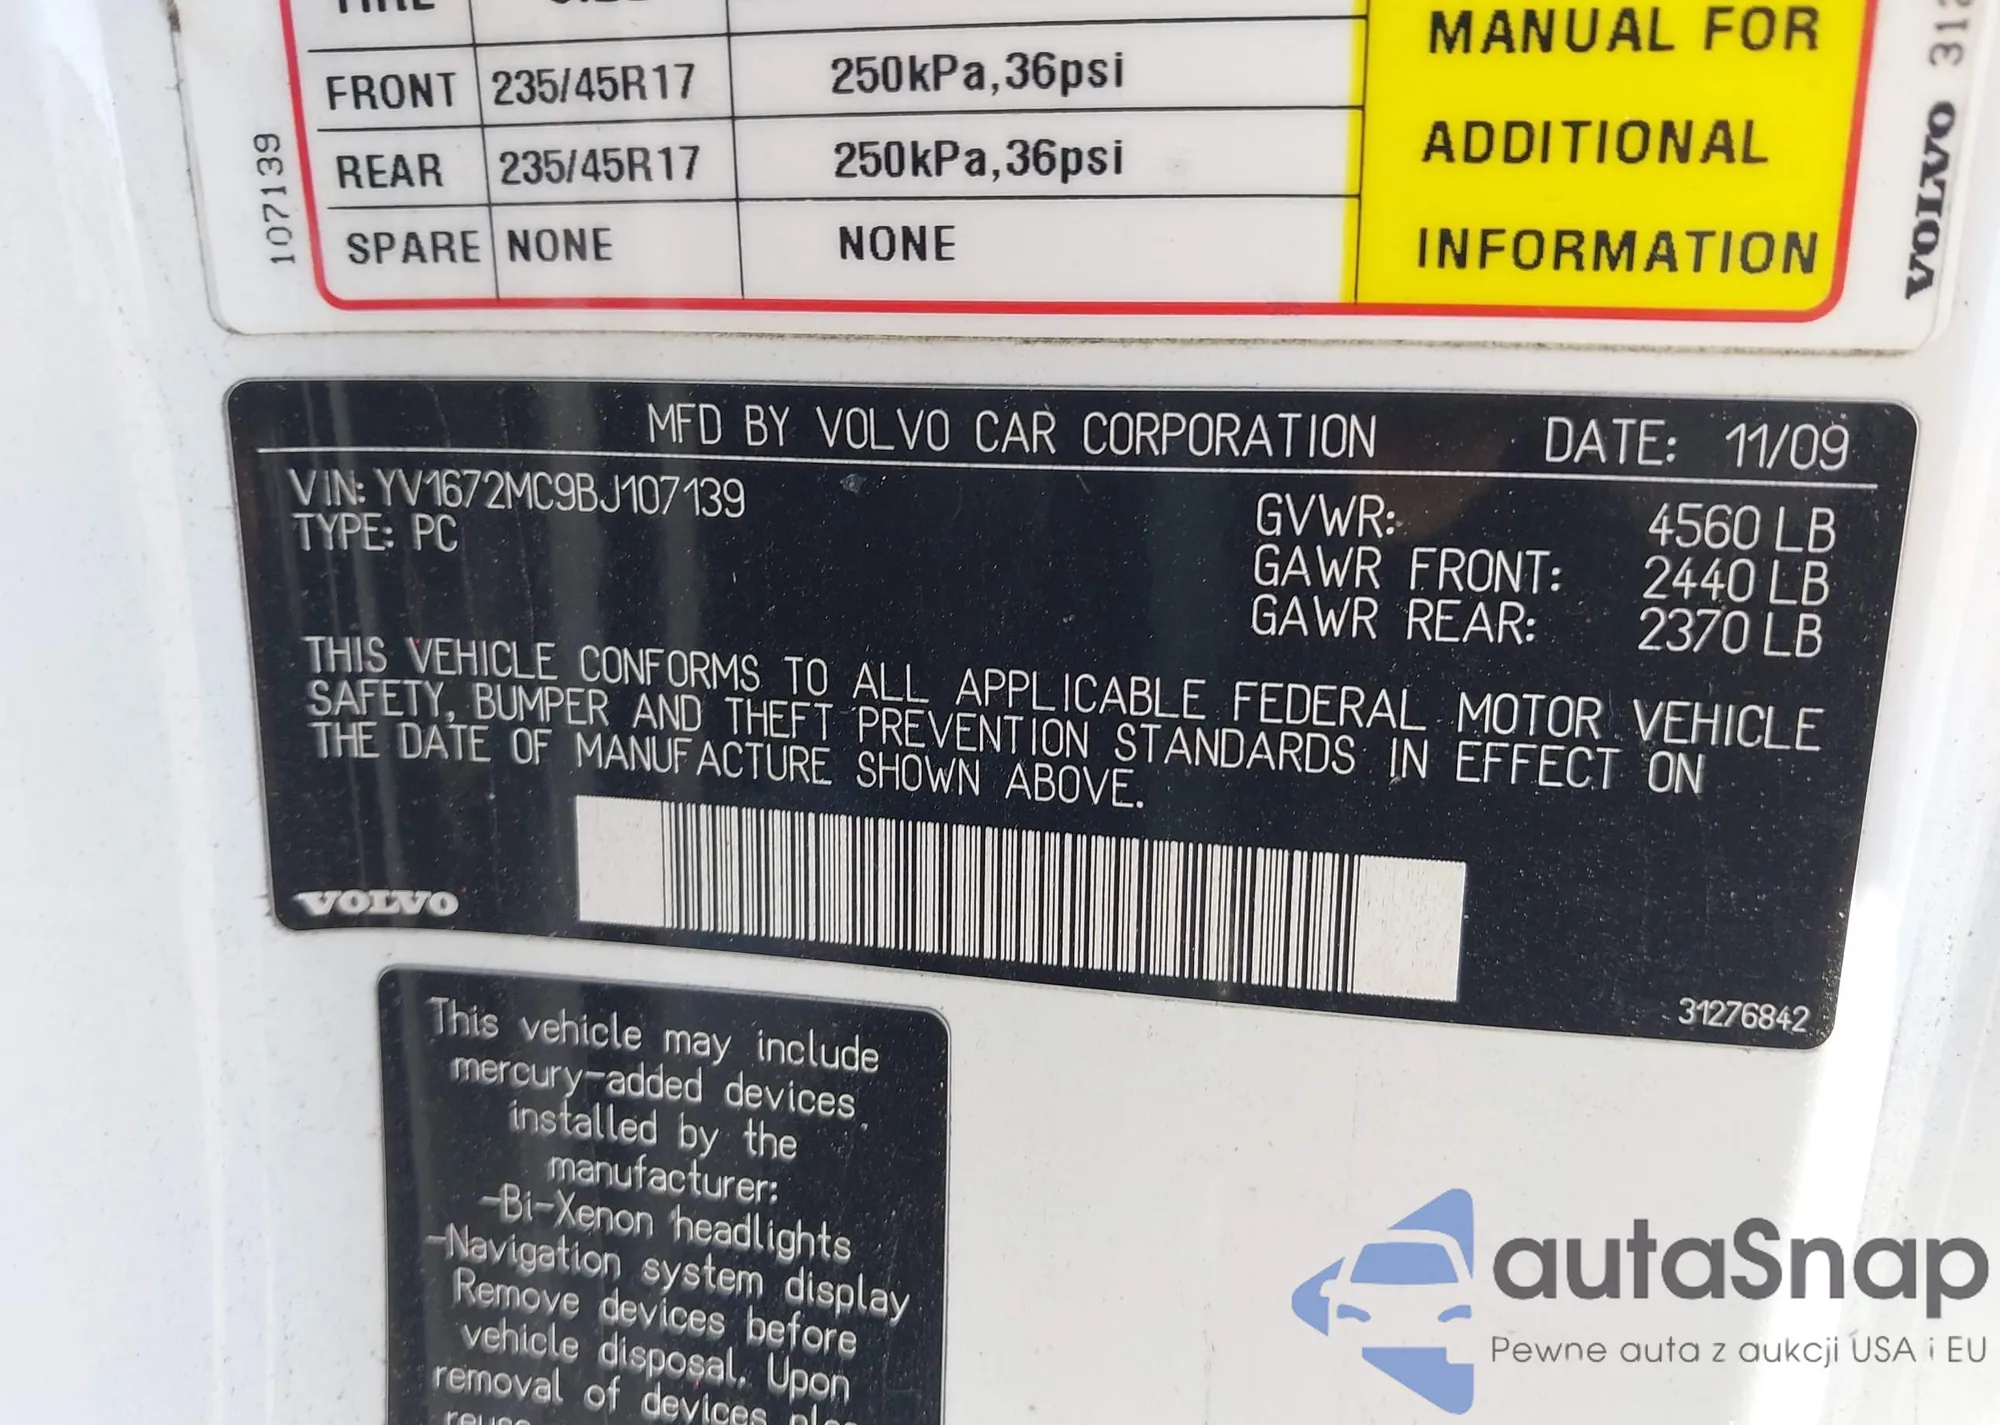 MANUAL FOR
FRONT 235/45R17 250kPa,36psi
ADDITIONAL
REAR 235/45R17 250kPa,36psi
INFORMATION
SPARE NONE NONE
107139
VOLVO
MFD BY VOLVO CAR CORPORATION DATE: 11/09
VIN: YV1672MC9BJ107139
TYPE: PC
GVWR: 4560 LB
GAWR FRONT: 2440 LB
GAWR REAR: 2370 LB
THIS VEHICLE CONFORMS TO ALL APPLICABLE FEDERAL MOTOR VEHICLE
SAFETY, BUMPER AND THEFT PREVENTION STANDARDS IN EFFECT ON
THE DATE OF MANUFACTURE SHOWN ABOVE.
VOLVO
31276842
This vehicle may include
mercury-added devices
installed by the
manufacturer:
-Bi-Xenon headlights
-Navigation system display
Remove devices before
vehicle disposal. Upon
removal of devices
autaSnap
Pewne auta z aukcji USA i EU